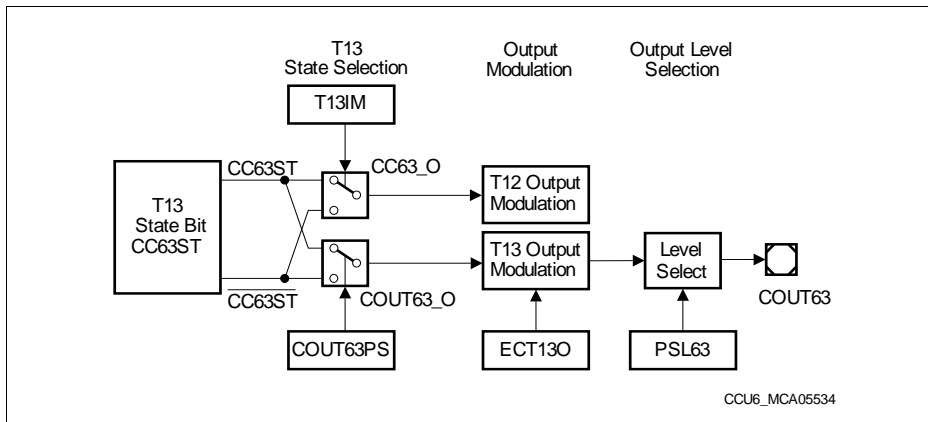 T13
State Selection
Output
Modulation
Output Level
Selection
T13IM
CC63ST
CC63_O
T13
State Bit
CC63ST
T12 Output
Modulation
T13 Output
Modulation
Level
Select
CC63ST
COUT63_O
COUT63
COUT63PS
ECT13O
PSL63
CCU6_MCA05534